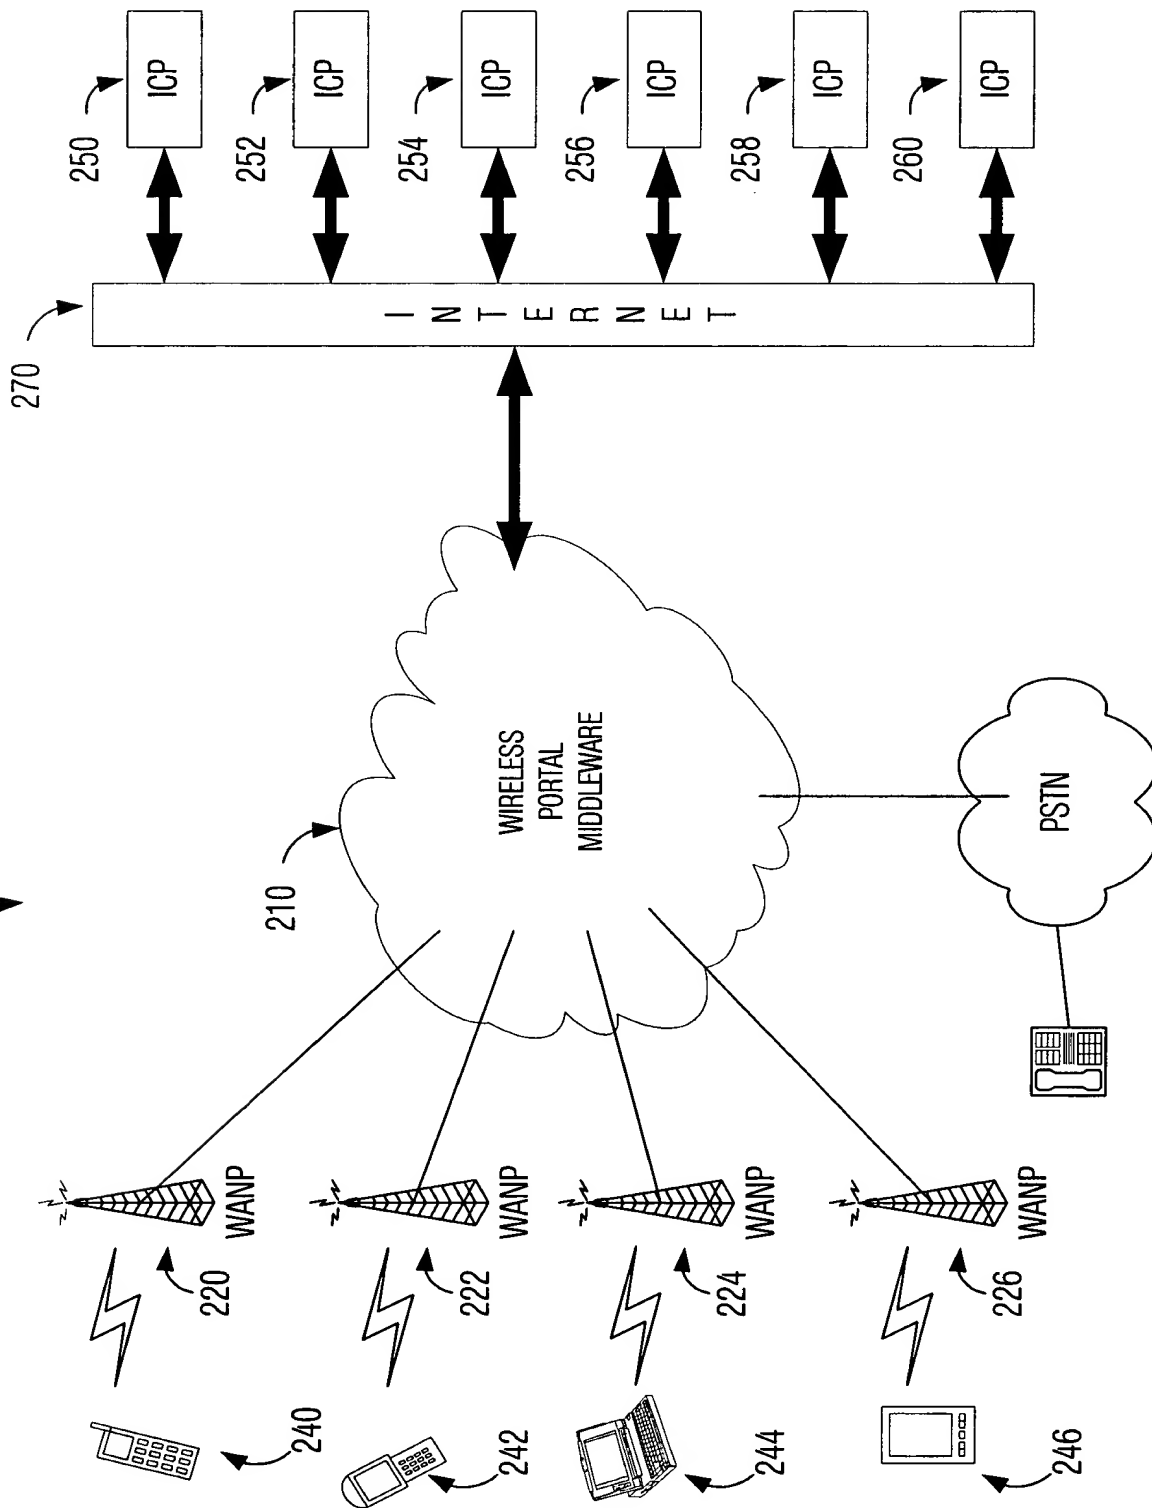 240
242
244
246
220
WANP
222
WANP
224
WANP
226
WANP
210
WIRELESS
PORTAL
MIDDLEWARE
PSTN
270
INTERNET
250
ICP
252
ICP
254
ICP
256
ICP
258
ICP
260
ICP